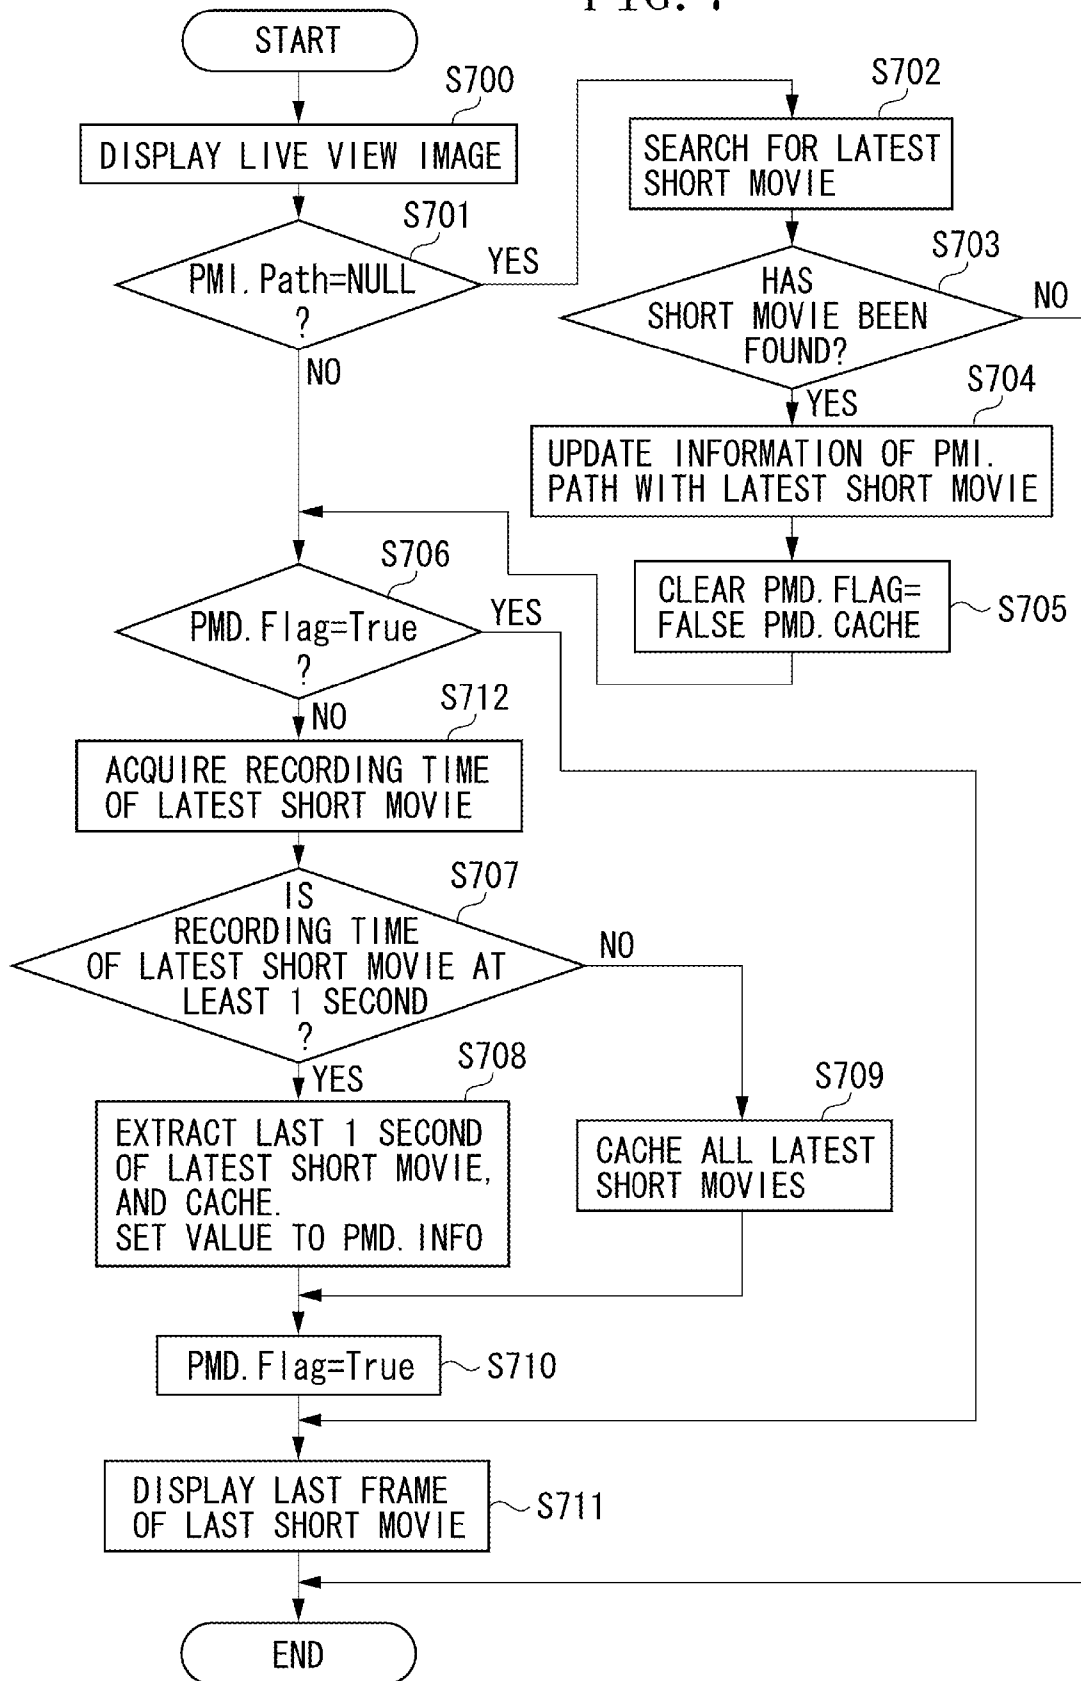 START
S700
DISPLAY LIVE VIEW IMAGE
S701
PMI.Path=NULL
?
YES
NO
S702
SEARCH FOR LATEST
SHORT MOVIE
S703
HAS
SHORT MOVIE BEEN
FOUND?
NO
YES
S704
UPDATE INFORMATION OF PMI.
PATH WITH LATEST SHORT MOVIE
CLEAR PMD.FLAG=
FALSE PMD.CACHE
S705
S706
PMD.Flag=True
?
YES
NO
S712
ACQUIRE RECORDING TIME
OF LATEST SHORT MOVIE
S707
IS
RECORDING TIME
OF LATEST SHORT MOVIE AT
LEAST 1 SECOND
?
NO
YES
S708
EXTRACT LAST 1 SECOND
OF LATEST SHORT MOVIE,
AND CACHE.
SET VALUE TO PMD.INFO
S709
CACHE ALL LATEST
SHORT MOVIES
PMD.Flag=True
S710
DISPLAY LAST FRAME
OF LAST SHORT MOVIE
S711
END